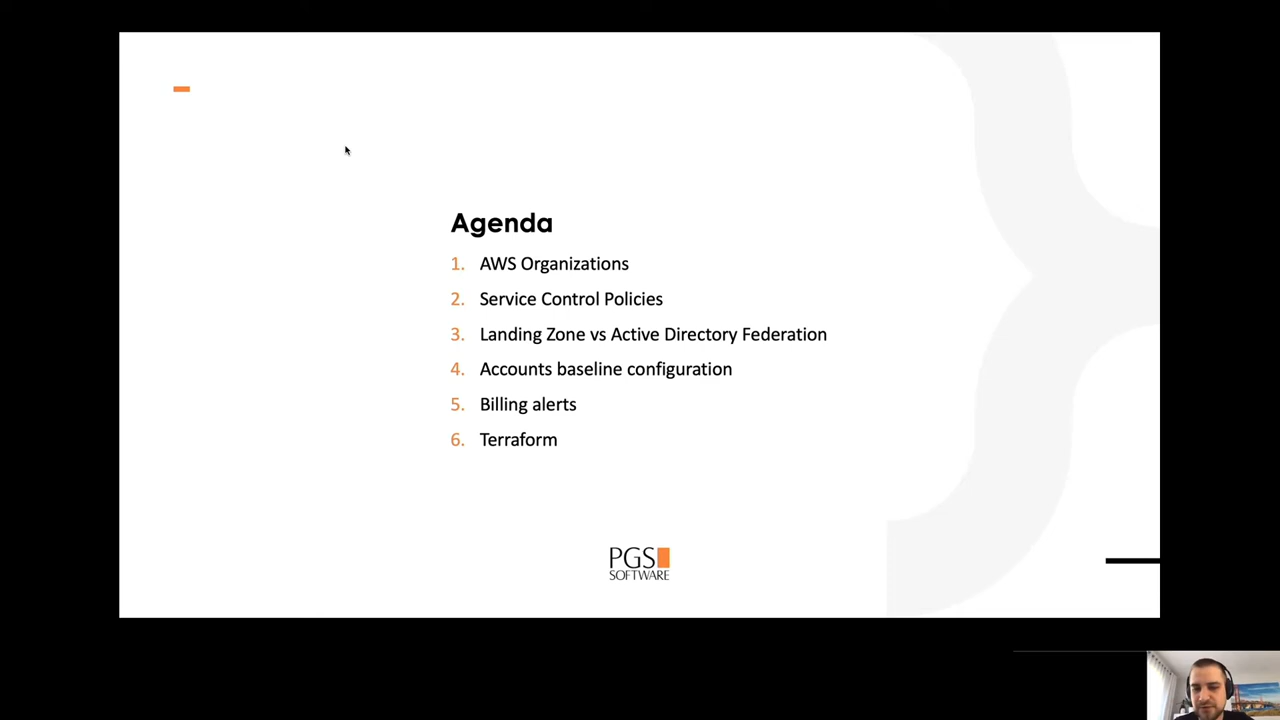 Agenda
1. AWS Organizations
2. Service Control Policies
3. Landing Zone vs Active Directory Federation
4. Accounts baseline configuration
5. Billing alerts
6. Terraform
PGS
SOFTWARE